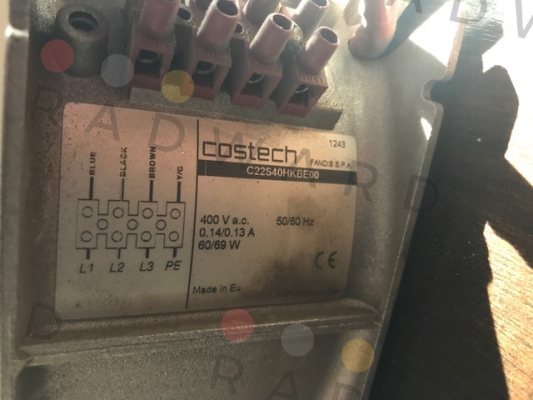 costech
1243
FANDIS S.P.A.
C22S40HKBE00
BLUE
BLACK
BROWN
Y/G
L1 L2 L3 PE
400 V a.c. 50/60 Hz
0.14/0.13 A
60/69 W
CE
Made in Eu
RADWARD